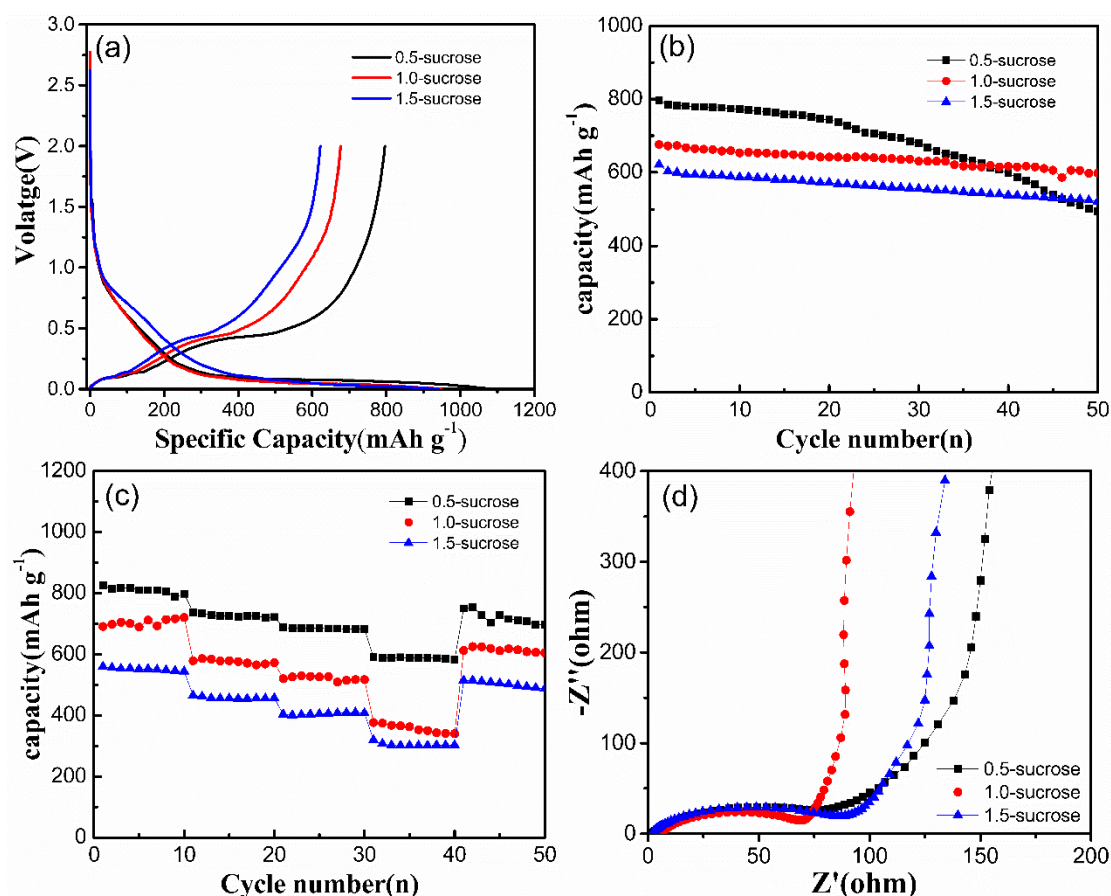 (a)
0.5-sucrose
1.0-sucrose
1.5-sucrose
3.0
2.5
2.0
1.5
1.0
0.5
0.0
Volatge(V)
0 200 400 600 800 1000 1200
Specific Capacity(mAh g⁻¹)
(b)
0.5-sucrose
1.0-sucrose
1.5-sucrose
1000
800
600
400
200
0
capacity(mAh g⁻¹)
0 10 20 30 40 50
Cycle number(n)
(c)
0.5-sucrose
1.0-sucrose
1.5-sucrose
1200
1000
800
600
400
200
0
capacity(mAh g⁻¹)
0 10 20 30 40 50
Cycle number(n)
(d)
400
300
200
100
0
-Z''(ohm)
0.5-sucrose
1.0-sucrose
1.5-sucrose
0 50 100 150 200
Z'(ohm)